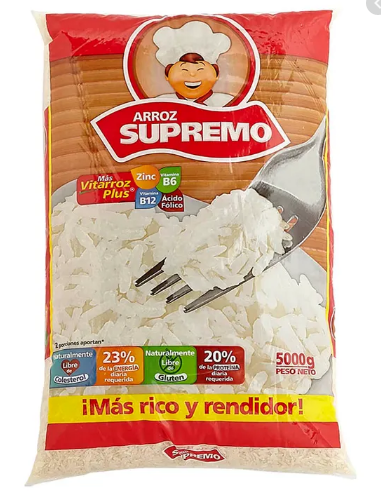 ARROZ
SUPREMO
Más
Vitarroz
Plus®
Zinc
Vitamina
B6
Vitamina
B12
Ácido
Fólico
*2 porciones aportan*
Naturalmente
Libre
de
Colesterol
23%
de la ENERGÍA
diaria
requerida
Naturalmente
Libre
de
Gluten
20%
de la PROTEÍNA
diaria
requerida
5000g
PESO NETO
¡Más rico y rendidor!
ARROZ
SUPREMO